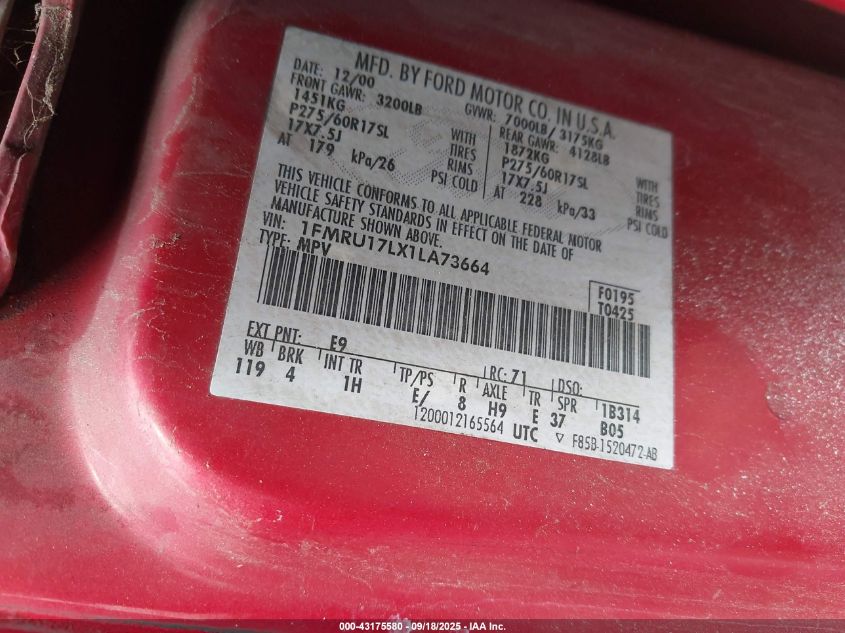 MFD. BY FORD MOTOR CO. IN U.S.A.
DATE: 12/00 GVWR: 7000LB/ 3175KG
FRONT GAWR: 3200LB REAR GAWR: 4128LB
1451KG WITH 1872KG WITH
P275/60R17SL TIRES P275/60R17SL TIRES
17X7.5J RIMS 17X7.5J RIMS
AT 179 kPa/26 PSI COLD AT 228 kPa/33 PSI COLD
THIS VEHICLE CONFORMS TO ALL APPLICABLE FEDERAL MOTOR
VEHICLE SAFETY STANDARDS IN EFFECT ON THE DATE OF
MANUFACTURE SHOWN ABOVE.
VIN: 1FMRU17LX1LA73664
TYPE: MPV
F0195
T0425
EXT PNT: E9 RC: 71 DSO:
WB BRK INT TR TP/PS R AXLE TR SPR 1B314
119 4 1H E/ 8 H9 E 37 B05
1200012165564 UTC ▽ F85B-1520472-AB
000-43175580 - 09/18/2025 - IAA Inc.